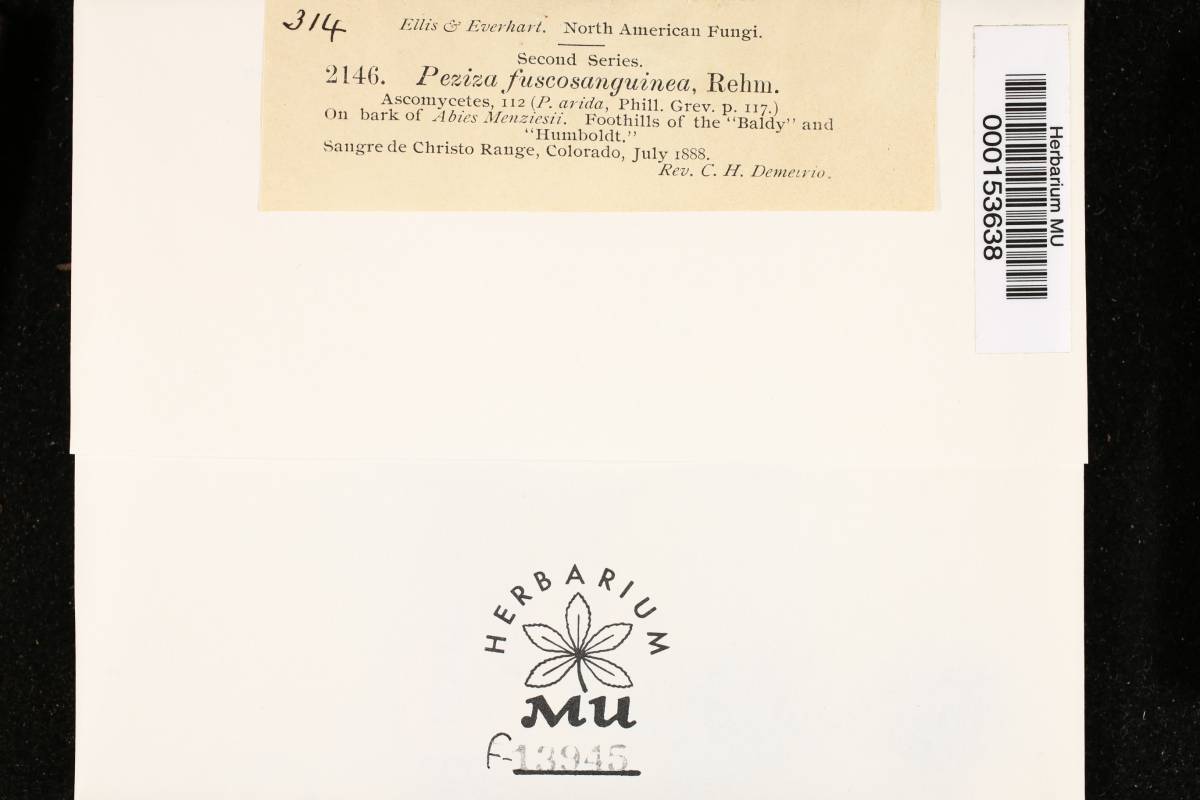 314
Ellis & Everhart. North American Fungi.
Second Series.
2146. Peziza fuscosanguinea, Rehm.
Ascomycetes, 112 (P. arida, Phill. Grev. p. 117.)
On bark of Abies Menziesii. Foothills of the "Baldy" and
"Humboldt."
Sangre de Christo Range, Colorado, July 1888.
Rev. C. H. Demetrio.
Herbarium MU
000153638
HERBARIUM
MU
F-13945